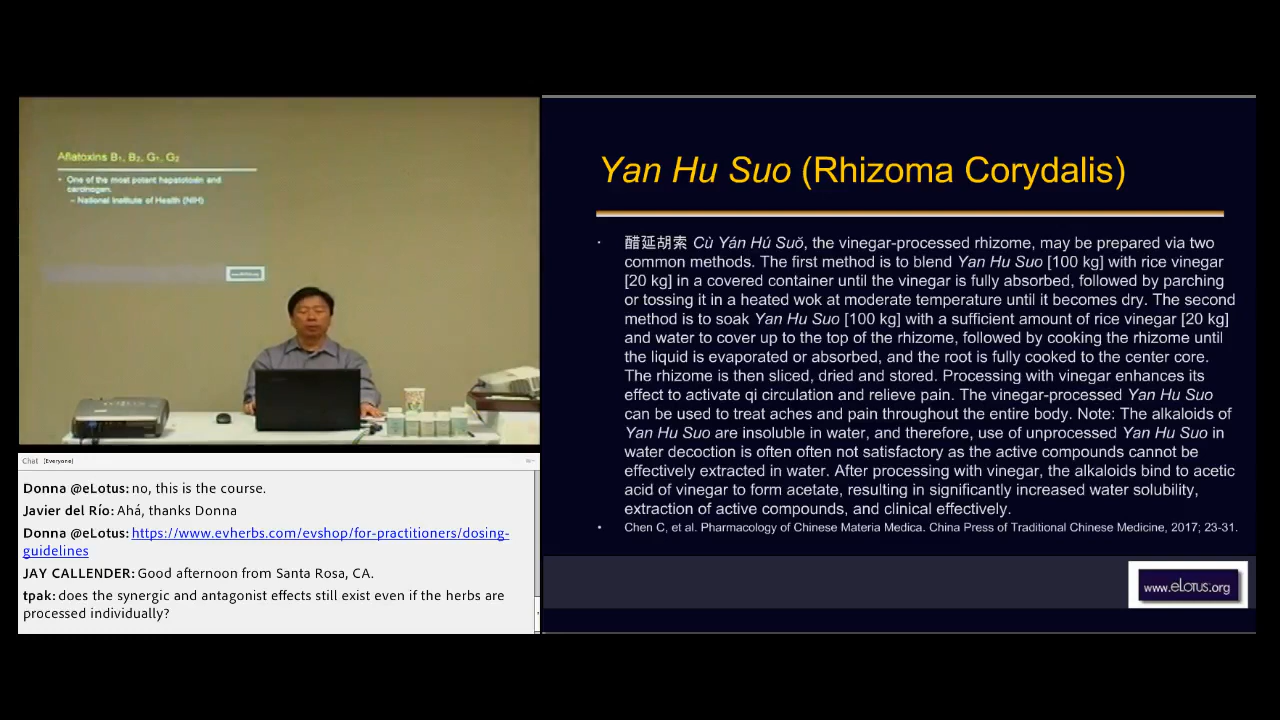 Aflatoxins B₁, B₂, G₁, G₂
• One of the most potent hepatotoxin and
carcinogen.
– National Institute of Health (NIH)
Chat (Everyone)
Donna @eLotus: no, this is the course.
Javier del Río: Ahá, thanks Donna
Donna @eLotus: https://www.evherbs.com/evshop/for-practitioners/dosing-
guidelines
JAY CALLENDER: Good afternoon from Santa Rosa, CA.
tpak: does the synergic and antagonist effects still exist even if the herbs are
processed individually?
Yan Hu Suo (Rhizoma Corydalis)
• 醋延胡索 Cù Yán Hú Suǒ, the vinegar-processed rhizome, may be prepared via two
common methods. The first method is to blend Yan Hu Suo [100 kg] with rice vinegar
[20 kg] in a covered container until the vinegar is fully absorbed, followed by parching
or tossing it in a heated wok at moderate temperature until it becomes dry. The second
method is to soak Yan Hu Suo [100 kg] with a sufficient amount of rice vinegar [20 kg]
and water to cover up to the top of the rhizome, followed by cooking the rhizome until
the liquid is evaporated or absorbed, and the root is fully cooked to the center core.
The rhizome is then sliced, dried and stored. Processing with vinegar enhances its
effect to activate qi circulation and relieve pain. The vinegar-processed Yan Hu Suo
can be used to treat aches and pain throughout the entire body. Note: The alkaloids of
Yan Hu Suo are insoluble in water, and therefore, use of unprocessed Yan Hu Suo in
water decoction is often often not satisfactory as the active compounds cannot be
effectively extracted in water. After processing with vinegar, the alkaloids bind to acetic
acid of vinegar to form acetate, resulting in significantly increased water solubility,
extraction of active compounds, and clinical effectively.
• Chen C, et al. Pharmacology of Chinese Materia Medica. China Press of Traditional Chinese Medicine, 2017; 23-31.
www.eLotus.org